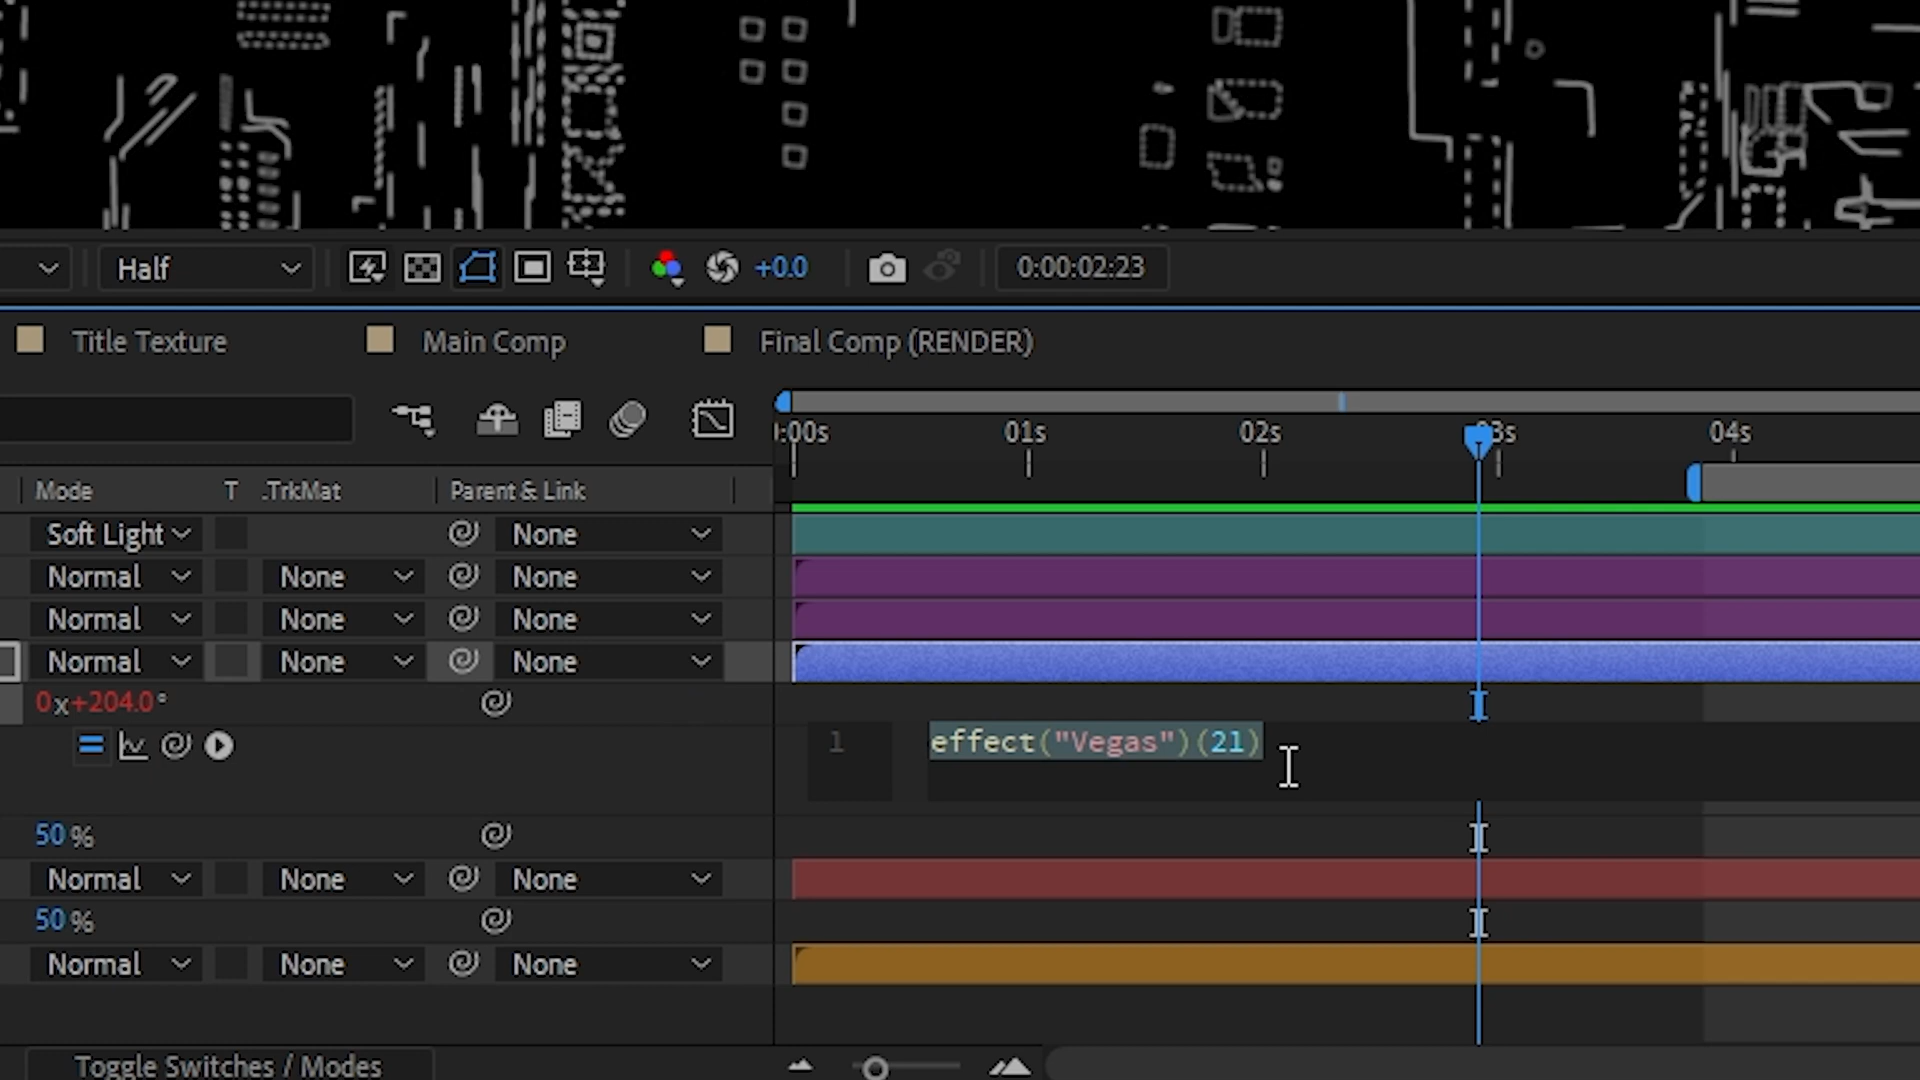 Half
+0.0
0:00:02:23
Title Texture
Main Comp
Final Comp (RENDER)
:00s
01s
02s
03s
04s
Mode
T
.TrkMat
Parent & Link
Soft Light
None
Normal
None
None
Normal
None
None
Normal
None
None
0x+204.0°
1
effect("Vegas")(21)
50%
Normal
None
None
50%
Normal
None
None
Toggle Switches / Modes